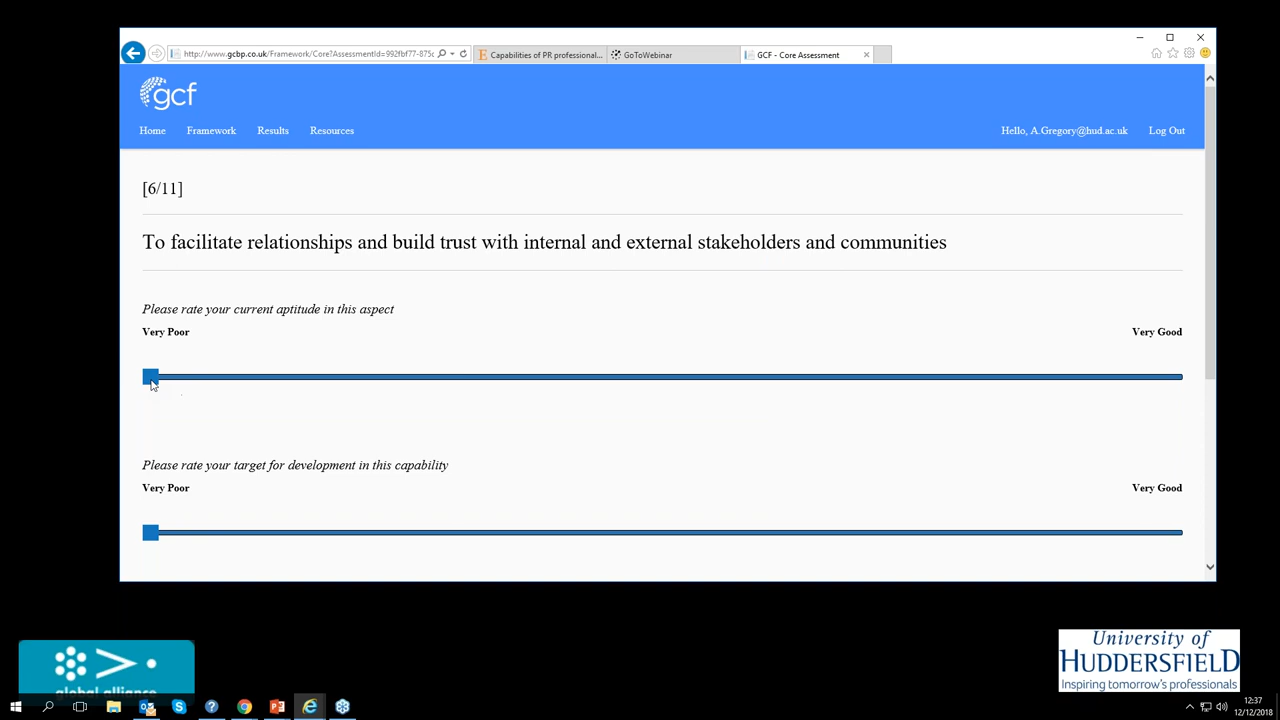 http://www.gcbp.co.uk/Framework/Core?AssessmentId=992fbf77-875c
Capabilities of PR professional...
GoToWebinar
GCF - Core Assessment
gcf
Home Framework Results Resources
Hello, A.Gregory@hud.ac.uk Log Out
[6/11]
To facilitate relationships and build trust with internal and external stakeholders and communities
Please rate your current aptitude in this aspect
Very Poor Very Good
Please rate your target for development in this capability
Very Poor Very Good
global alliance
University of
HUDDERSFIELD
Inspiring tomorrow's professionals
12:37
12/12/2018